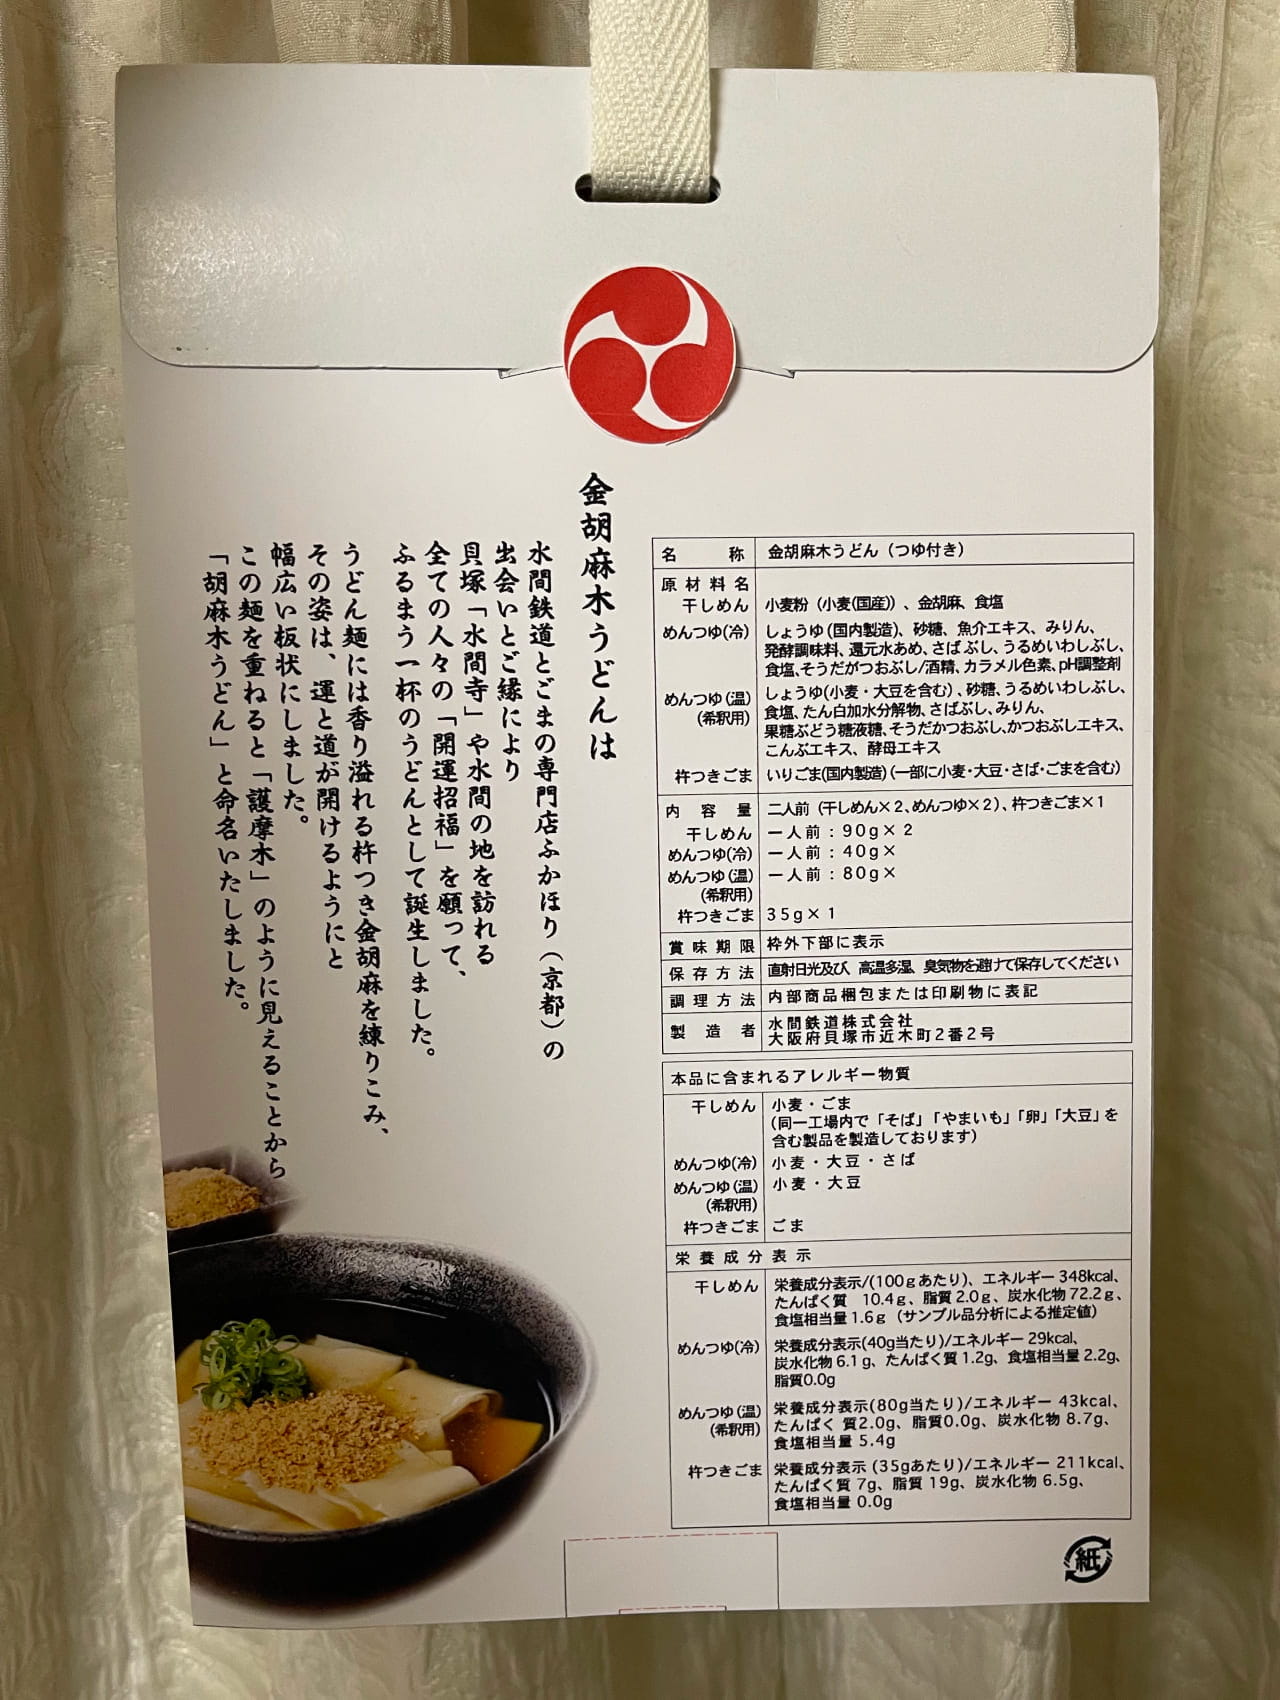 金胡麻木うどんは
水間鉄道とごまの専門店ふかほり（京都）の
出会いとご縁により
貝塚「水間寺」や水間の地を訪れる
全ての人々の「開運招福」を願って、
ふるまう一杯のうどんとして誕生しました。
うどん麺には香り溢れる杵つき金胡麻を練りこみ、
その姿は、運と道が開けるようにと
幅広い板状にしました。
この麺を重ねると「護摩木」のように見えることから
「胡麻木うどん」と命名いたしました。
名称 金胡麻木うどん（つゆ付き）
原材料名
干しめん 小麦粉（小麦（国産））、金胡麻、食塩
めんつゆ（冷） しょうゆ（国内製造）、砂糖、魚介エキス、みりん、
発酵調味料、還元水あめ、さばぶし、うるめいわしぶし、
食塩、そうだがつおぶし/酒精、カラメル色素、pH調整剤
めんつゆ（温） しょうゆ（小麦・大豆を含む）、砂糖、うるめいわしぶし、
（希釈用） 食塩、たん白加水分解物、さばぶし、みりん、
果糖ぶどう糖液糖、そうだかつおぶし、かつおぶしエキス、
こんぶエキス、酵母エキス
杵つきごま いりごま（国内製造）（一部に小麦・大豆・さば・ごまを含む）
内容量 二人前（干しめん×２、めんつゆ×２）、杵つきごま×１
干しめん 一人前：９０g×２
めんつゆ（冷） 一人前：４０g×
めんつゆ（温） 一人前：８０g×
（希釈用）
杵つきごま ３５g×１
賞味期限 枠外下部に表示
保存方法 直射日光及び、高温多湿、臭気物を避けて保存してください
調理方法 内部商品梱包または印刷物に表記
製造者 水間鉄道株式会社
大阪府貝塚市近木町２番２号
本品に含まれるアレルギー物質
干しめん 小麦・ごま
（同一工場内で「そば」「やまいも」「卵」「大豆」を
含む製品を製造しております）
めんつゆ（冷） 小麦・大豆・さば
めんつゆ（温） 小麦・大豆
（希釈用）
杵つきごま ごま
栄養成分表示
干しめん 栄養成分表示/（100ｇあたり）、エネルギー 348kcal、
たんぱく質 10.4ｇ、脂質 2.0ｇ、炭水化物 72.2ｇ、
食塩相当量 1.6ｇ（サンプル品分析による推定値）
めんつゆ（冷） 栄養成分表示(40g当たり)/エネルギー 29kcal、
炭水化物 6.1 g、たんぱく質 1.2g、食塩相当量 2.2g、
脂質0.0g
めんつゆ（温） 栄養成分表示(80g当たり)/エネルギー 43kcal、
（希釈用） たんぱく 質2.0g、脂質0.0g、炭水化物 8.7g、
食塩相当量 5.4g
杵つきごま 栄養成分表示 (35gあたり)/エネルギー 211kcal、
たんぱく質 7g、脂質 19g、炭水化物 6.5g、
食塩相当量 0.0g
紙